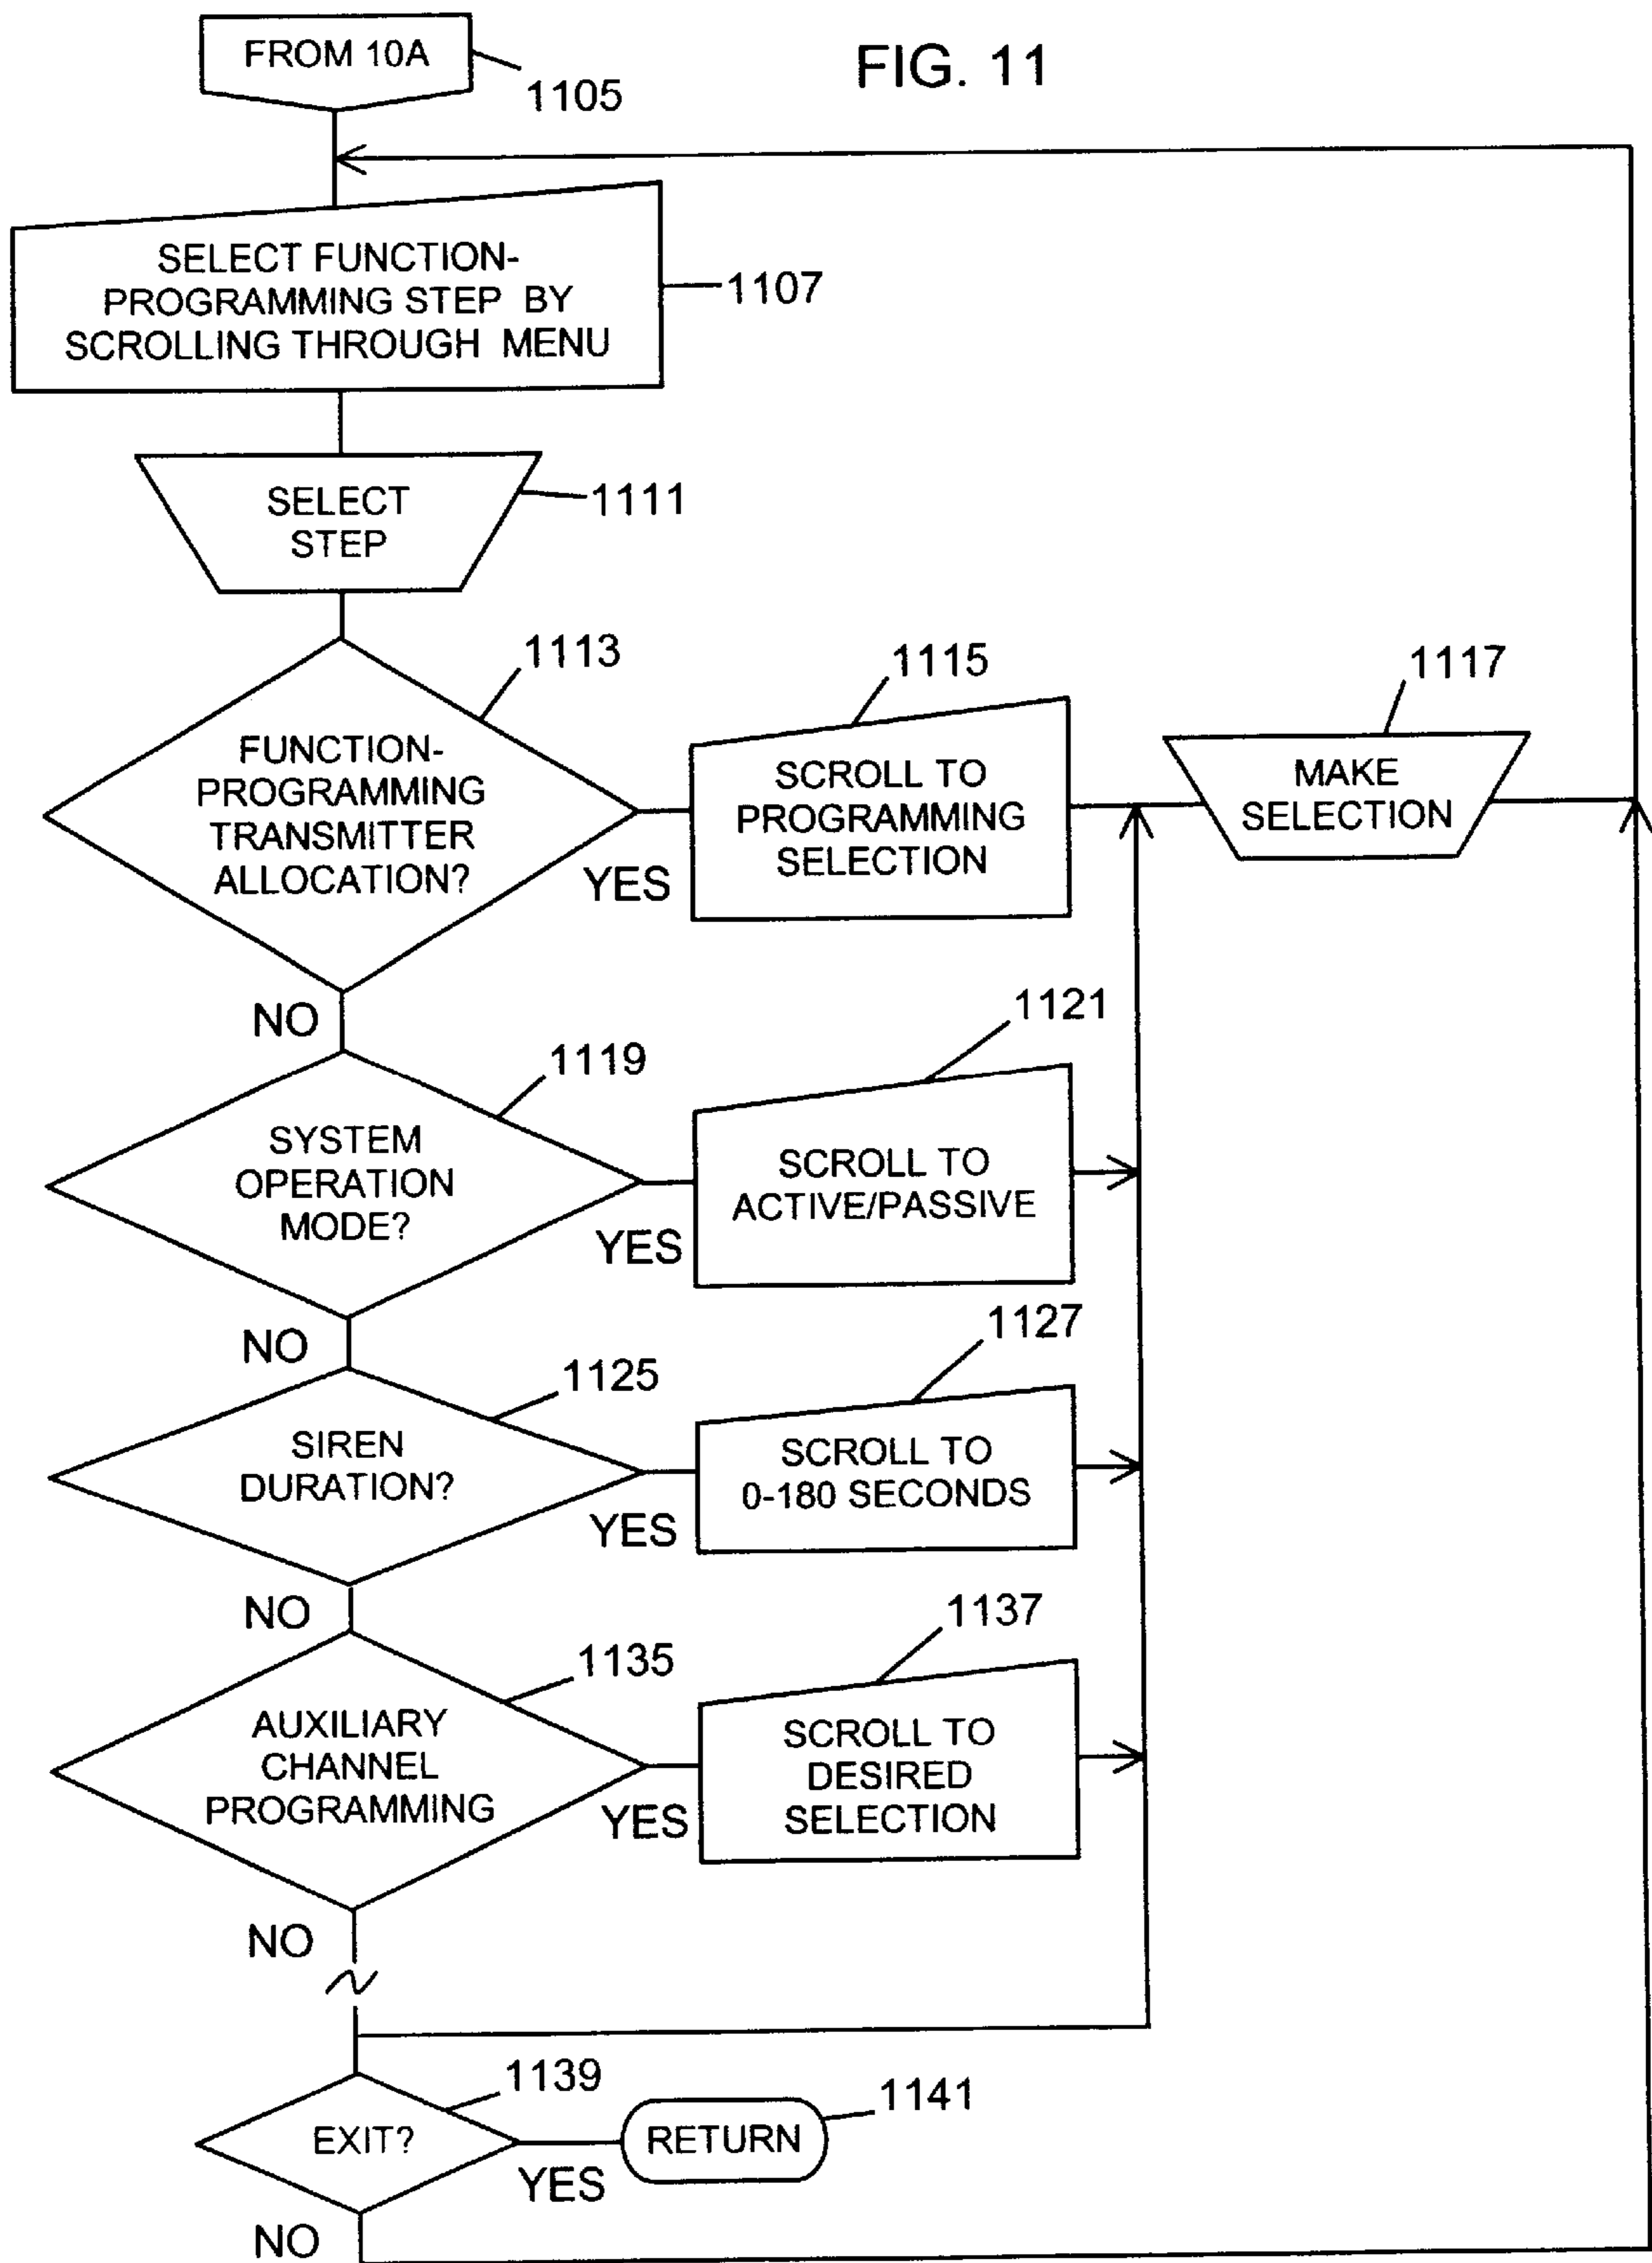 FROM 10A
1105
FIG. 11
SELECT FUNCTION-
PROGRAMMING STEP BY
SCROLLING THROUGH MENU
1107
SELECT
STEP
1111
1113
FUNCTION-
PROGRAMMING
TRANSMITTER
ALLOCATION?
YES
NO
1115
SCROLL TO
PROGRAMMING
SELECTION
1117
MAKE
SELECTION
1119
SYSTEM
OPERATION
MODE?
YES
NO
1121
SCROLL TO
ACTIVE/PASSIVE
1125
SIREN
DURATION?
YES
NO
1127
SCROLL TO
0-180 SECONDS
1135
AUXILIARY
CHANNEL
PROGRAMMING
YES
NO
1137
SCROLL TO
DESIRED
SELECTION
1139
EXIT?
YES
NO
1141
RETURN